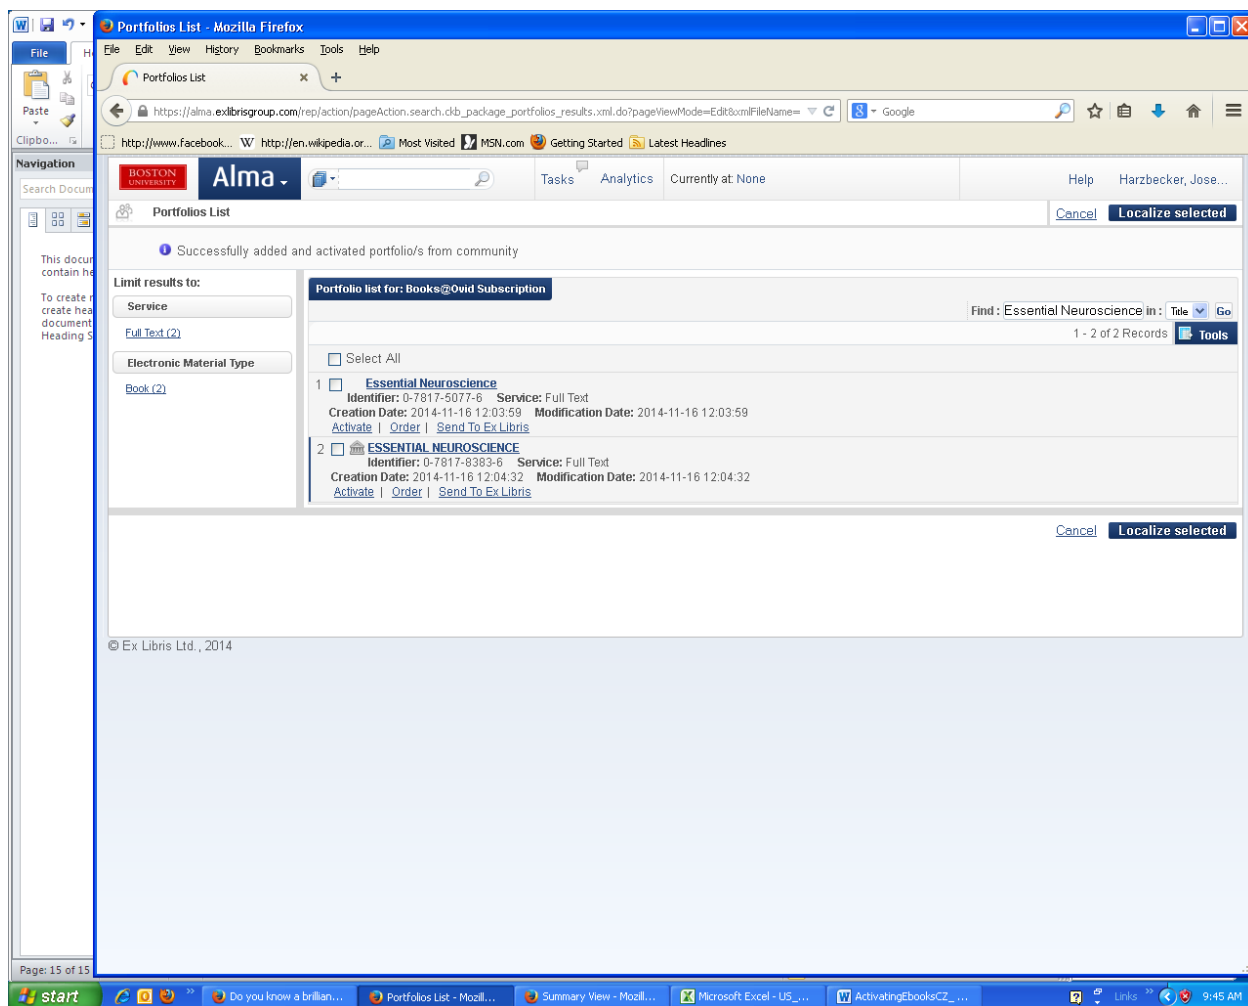 Portfolios List - Mozilla Firefox
File
File Edit View History Bookmarks Tools Help
Portfolios List
Paste
https://alma.exlibrisgroup.com/rep/action/pageAction.search.ckb_package_portfolios_results.xml.do?pageViewMode=Edit&xmlFileName=
Google
Clipbo...
http://www.facebook... http://en.wikipedia.or... Most Visited MSN.com Getting Started Latest Headlines
Navigation
Search Docum
BOSTON
UNIVERSITY
Alma
Tasks Analytics Currently at: None Help Harzbecker, Jose...
Portfolios List Cancel Localize selected
Successfully added and activated portfolio/s from community
This docum
contain he
To create n
create hea
document
Heading S
Limit results to:
Service
Full Text (2)
Electronic Material Type
Book (2)
Portfolio list for: Books@Ovid Subscription
Find : Essential Neuroscience in : Title Go
1 - 2 of 2 Records Tools
Select All
1 Essential Neuroscience
Identifier: 0-7817-5077-6 Service: Full Text
Creation Date: 2014-11-16 12:03:59 Modification Date: 2014-11-16 12:03:59
Activate | Order | Send To Ex Libris
2 ESSENTIAL NEUROSCIENCE
Identifier: 0-7817-8383-6 Service: Full Text
Creation Date: 2014-11-16 12:04:32 Modification Date: 2014-11-16 12:04:32
Activate | Order | Send To Ex Libris
Cancel Localize selected
© Ex Libris Ltd., 2014
Page: 15 of 15
start Do you know a brillian... Portfolios List - Mozill... Summary View - Mozill... Microsoft Excel - US_... ActivatingEbooksCZ_... Links 9:45 AM